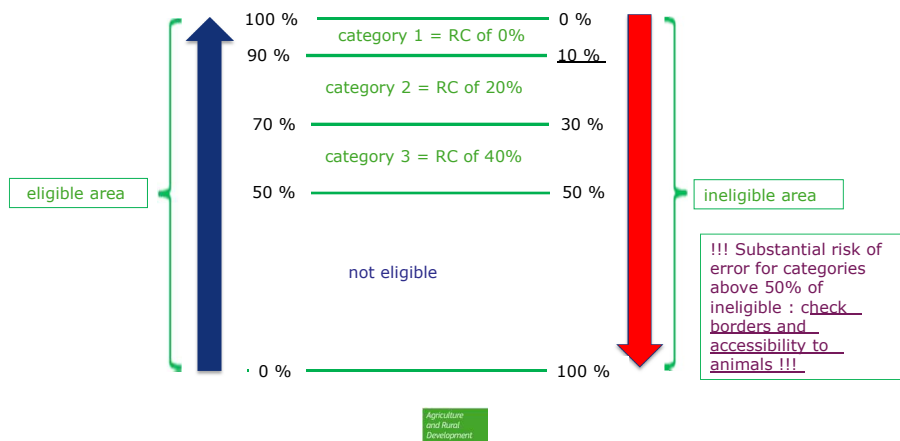 100 %
0 %
category 1 = RC of 0%
90 %
10 %
category 2 = RC of 20%
70 %
30 %
category 3 = RC of 40%
eligible area
50 %
50 %
ineligible area
!!! Substantial risk of
error for categories
above 50% of
ineligible : check
borders and
accessibility to
animals !!!
not eligible
0 %
100 %
Agriculture
and Rural
Development